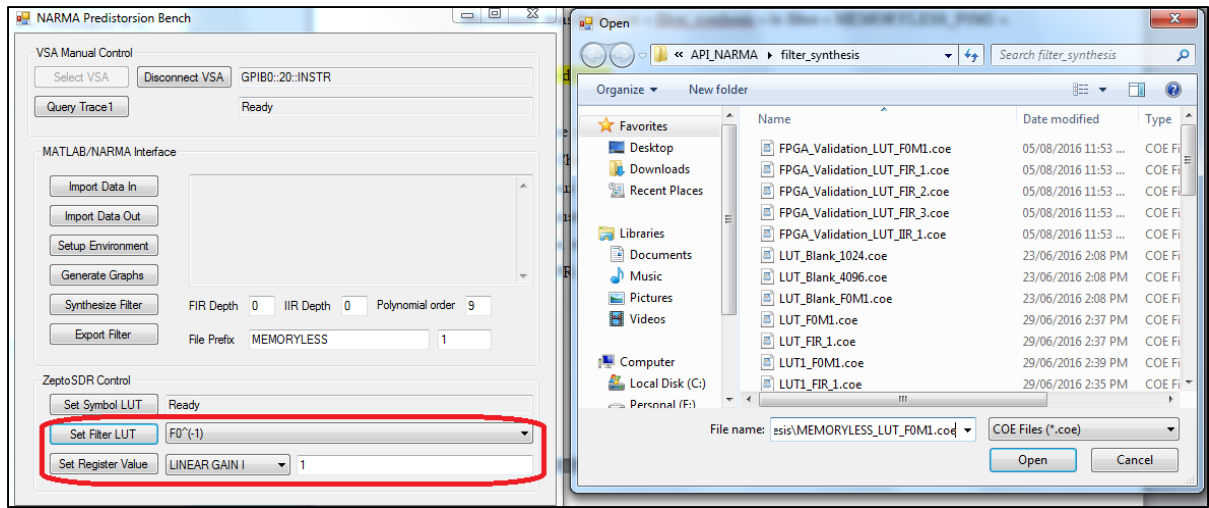 NARMA Predistorsion Bench
VSA Manual Control
Select VSA Disconnect VSA GPIB0::20::INSTR
Query Trace1 Ready
MATLAB/NARMA Interface
Import Data In
Import Data Out
Setup Environment
Generate Graphs
Synthesize Filter FIR Depth 0 IIR Depth 0 Polynomial order 9
Export Filter File Prefix MEMORYLESS 1
ZeptoSDR Control
Set Symbol LUT Ready
Set Filter LUT F0^(-1)
Set Register Value LINEAR GAIN I 1
Open
« API_NARMA filter_synthesis Search filter_synthesis
Organize New folder
Name Date modified Type
Favorites
Desktop
Downloads
Recent Places
Libraries
Documents
Music
Pictures
Videos
Computer
Local Disk (C:)
Personal (F:)
FPGA_Validation_LUT_F0M1.coe 05/08/2016 11:53 ... COE Fi
FPGA_Validation_LUT_FIR_1.coe 05/08/2016 11:53 ... COE Fi
FPGA_Validation_LUT_FIR_2.coe 05/08/2016 11:53 ... COE Fi
FPGA_Validation_LUT_FIR_3.coe 05/08/2016 11:53 ... COE Fi
FPGA_Validation_LUT_IIR_1.coe 05/08/2016 11:53 ... COE Fi
LUT_Blank_1024.coe 23/06/2016 2:08 PM COE Fi
LUT_Blank_4096.coe 23/06/2016 2:08 PM COE Fi
LUT_Blank_F0M1.coe 23/06/2016 2:08 PM COE Fi
LUT_F0M1.coe 29/06/2016 2:37 PM COE Fi
LUT_FIR_1.coe 29/06/2016 2:37 PM COE Fi
LUT1_F0M1.coe 29/06/2016 2:39 PM COE Fi
LUT1_FIR_1.coe 29/06/2016 2:35 PM COE Fi
File name: esis\MEMORYLESS_LUT_F0M1.coe COE Files (*.coe)
Open Cancel